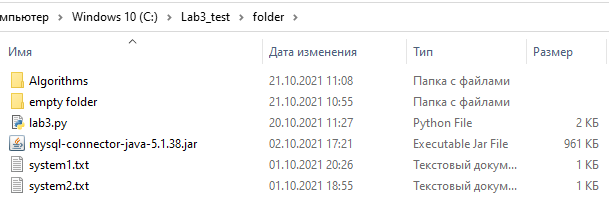 мпьютер > Windows 10 (C:) > Lab3_test > folder >
Имя Дата изменения Тип Размер
Algorithms 21.10.2021 11:08 Папка с файлами
empty folder 21.10.2021 10:55 Папка с файлами
lab3.py 20.10.2021 11:27 Python File 2 КБ
mysql-connector-java-5.1.38.jar 02.10.2021 17:21 Executable Jar File 961 КБ
system1.txt 01.10.2021 20:26 Текстовый докум... 1 КБ
system2.txt 01.10.2021 18:55 Текстовый докум... 1 КБ